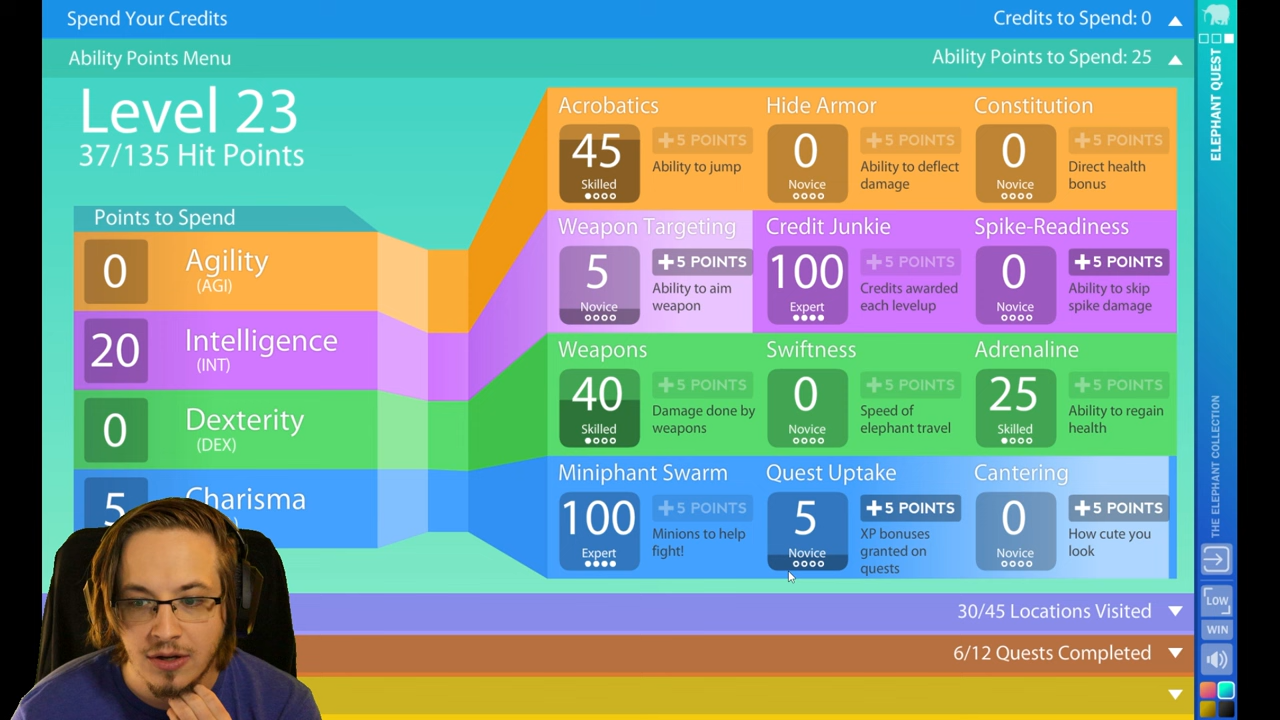 Spend Your Credits
Credits to Spend: 0
Ability Points Menu
Ability Points to Spend: 25
Level 23
37/135 Hit Points
Points to Spend
0
Agility
(AGI)
20
Intelligence
(INT)
0
Dexterity
(DEX)
5
Charisma
Acrobatics
45
Skilled
+5 POINTS
Ability to jump
Hide Armor
0
Novice
+5 POINTS
Ability to deflect
damage
Constitution
0
Novice
+5 POINTS
Direct health
bonus
Weapon Targeting
5
Novice
+5 POINTS
Ability to aim
weapon
Credit Junkie
100
Expert
+5 POINTS
Credits awarded
each levelup
Spike-Readiness
0
Novice
+5 POINTS
Ability to skip
spike damage
Weapons
40
Skilled
+5 POINTS
Damage done by
weapons
Swiftness
0
Novice
+5 POINTS
Speed of
elephant travel
Adrenaline
25
Skilled
+5 POINTS
Ability to regain
health
Miniphant Swarm
100
Expert
+5 POINTS
Minions to help
fight!
Quest Uptake
5
Novice
+5 POINTS
XP bonuses
granted on
quests
Cantering
0
Novice
+5 POINTS
How cute you
look
30/45 Locations Visited
6/12 Quests Completed
ELEPHANT QUEST
THE ELEPHANT COLLECTION
LOW
WIN